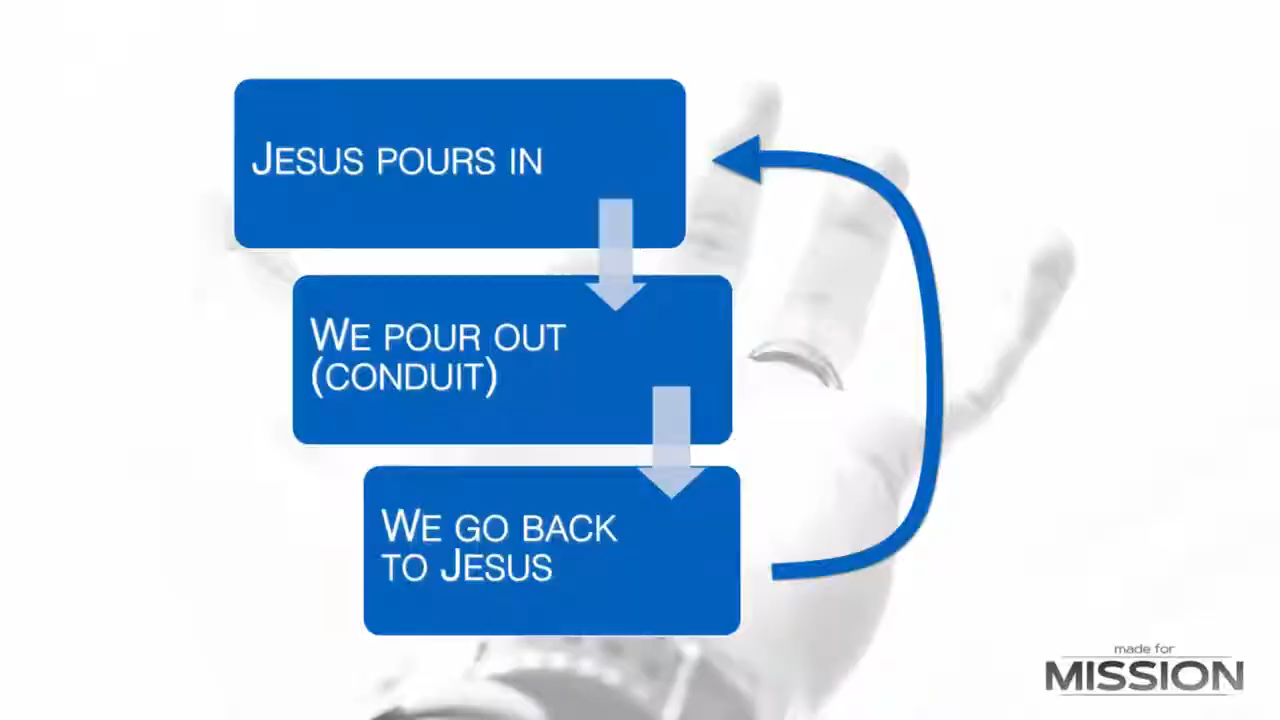 Jesus pours in
We pour out
(conduit)
We go back
to Jesus
made for
MISSION